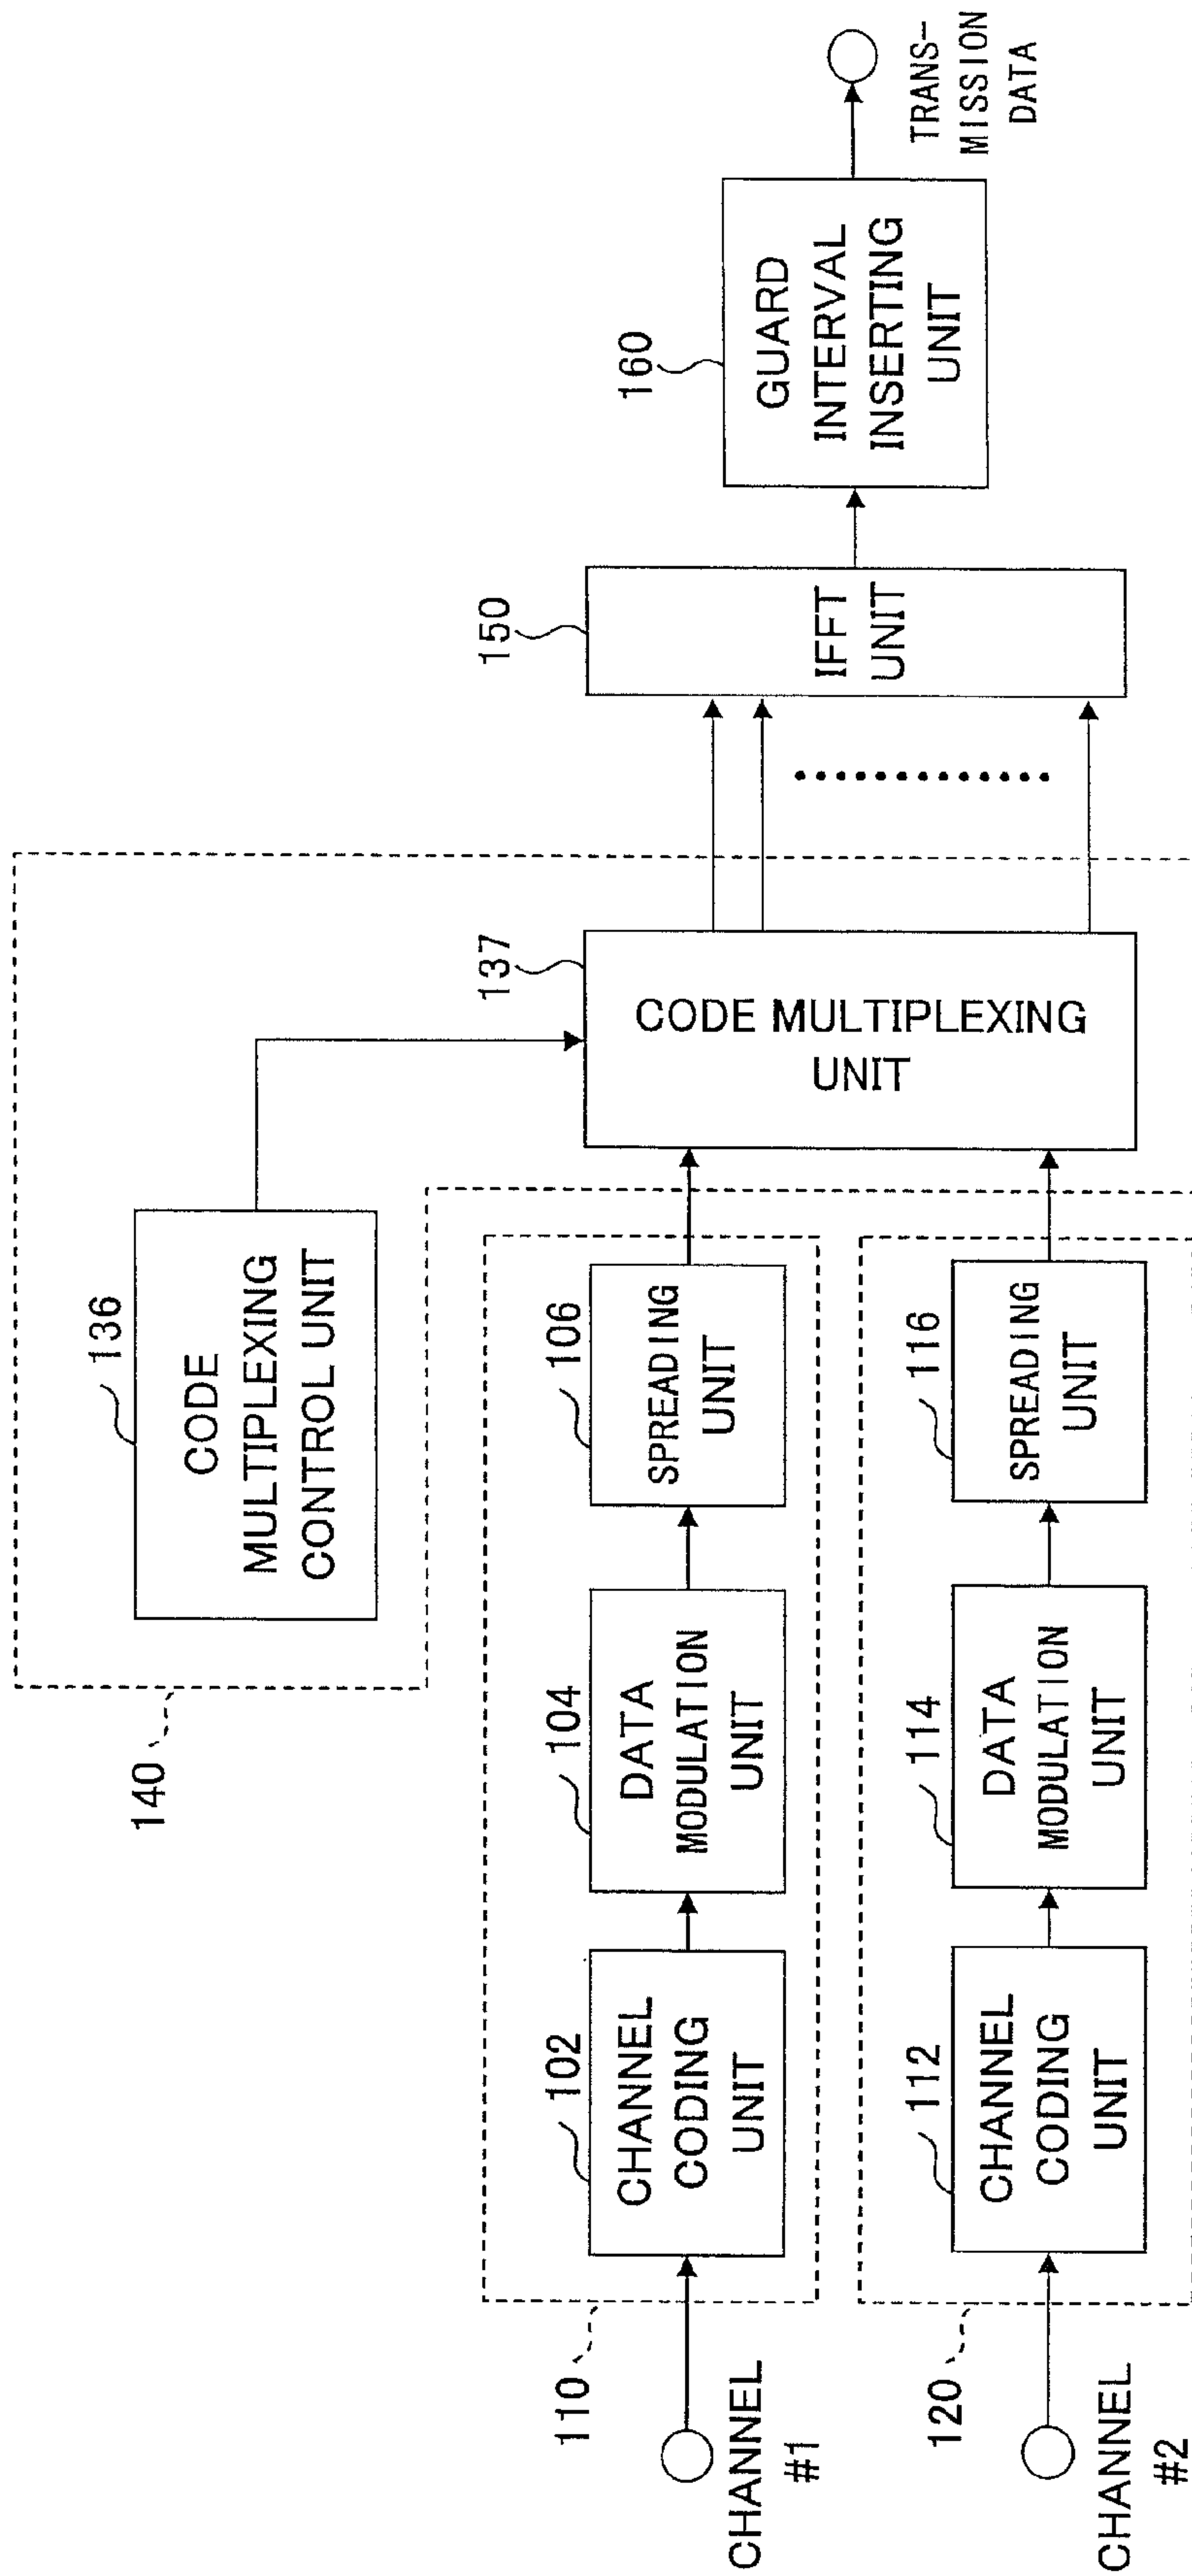 140
136
CODE
MULTIPLEXING
CONTROL UNIT
137
CODE MULTIPLEXING
UNIT
150
IFFT
UNIT
160
GUARD
INTERVAL
INSERTING
UNIT
TRANS-
MISSION
DATA
110
CHANNEL
#1
102
CHANNEL
CODING
UNIT
104
DATA
MODULATION
UNIT
106
SPREADING
UNIT
120
CHANNEL
#2
112
CHANNEL
CODING
UNIT
114
DATA
MODULATION
UNIT
116
SPREADING
UNIT